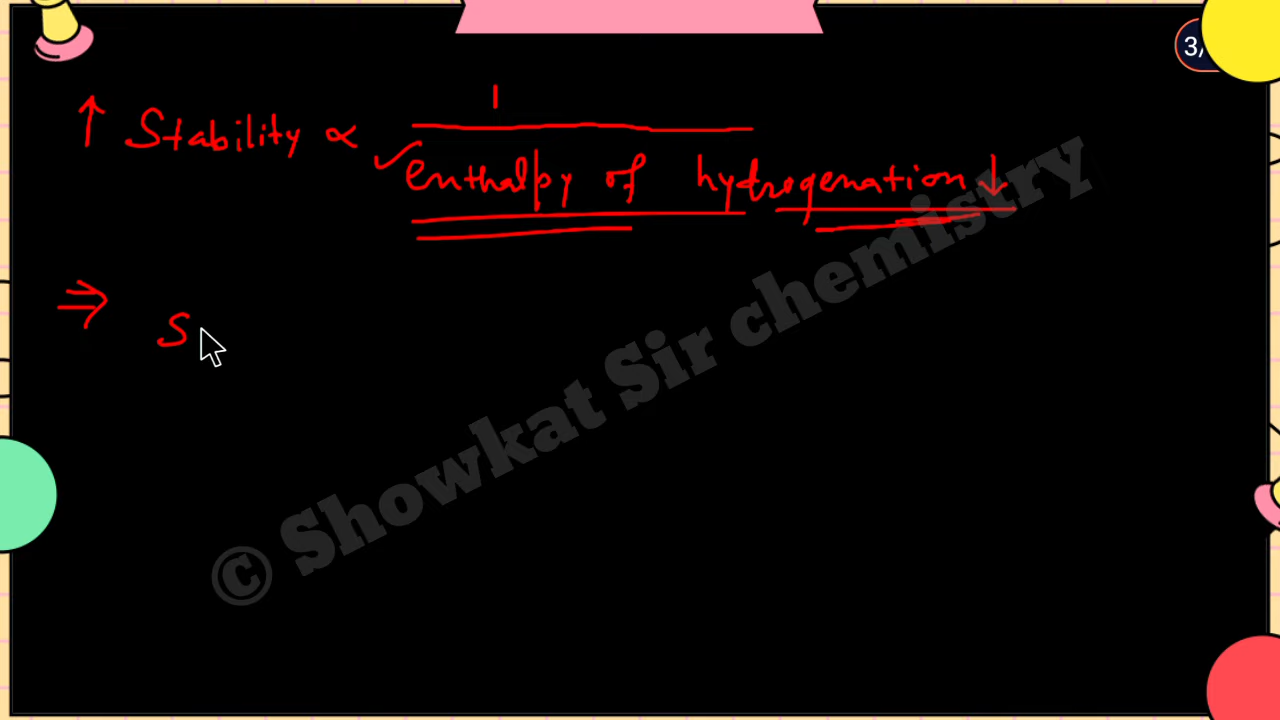 3/
↑ Stability ∝ 1
✓enthalpy of hydrogenation ↓
⇒ S
© Showkat Sir chemistry